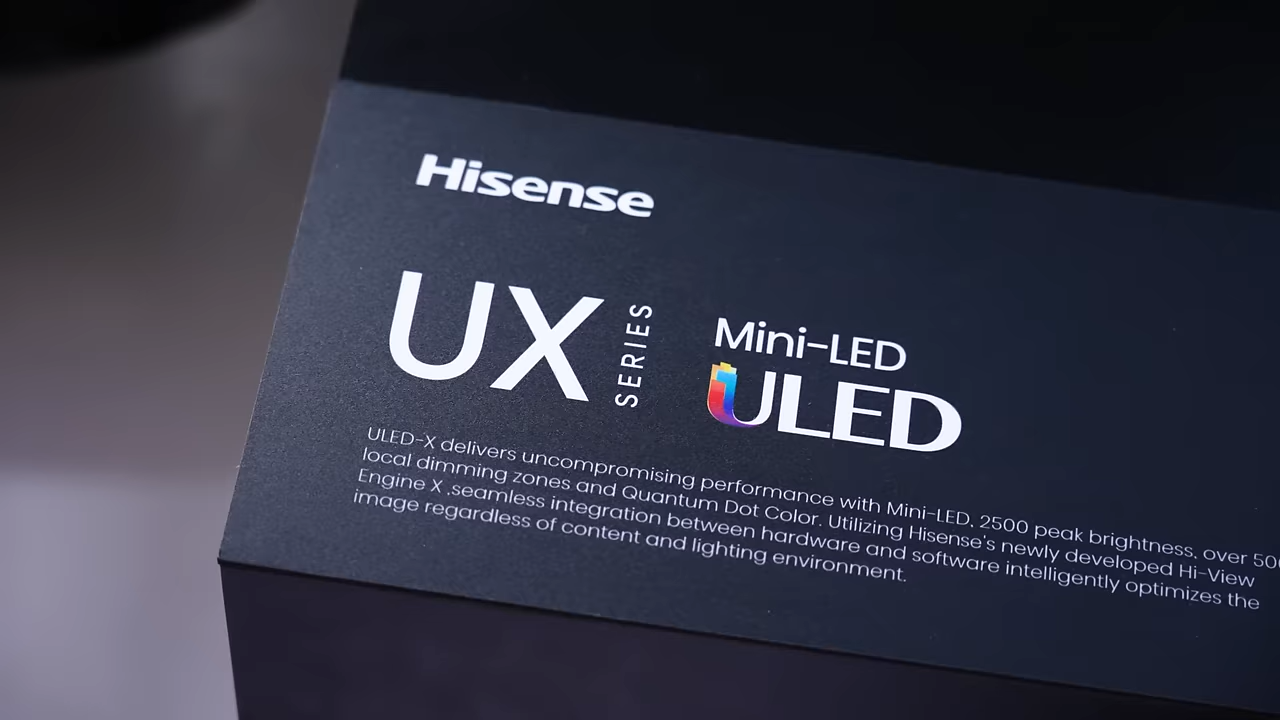 Hisense
UX SERIES
Mini-LED
ULED
ULED-X delivers uncompromising performance with Mini-LED, 2500 peak brightness, over
local dimming zones and Quantum Dot Color. Utilizing Hisense's newly developed Hi-View
Engine X ,seamless integration between hardware and software intelligently optimizes the
image regardless of content and lighting environment.